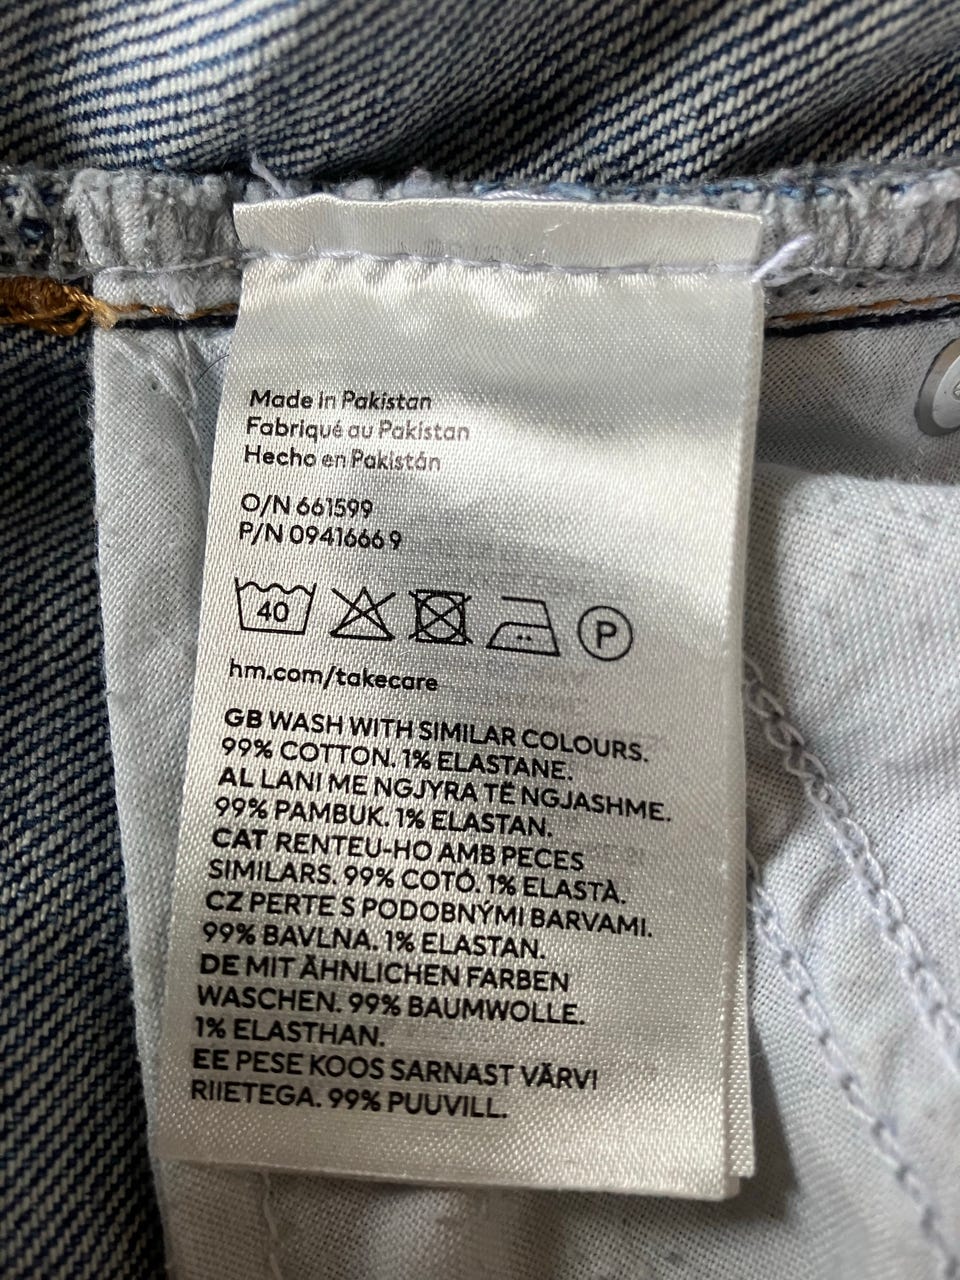 Made in Pakistan
Fabriqué au Pakistan
Hecho en Pakistán
O/N 661599
P/N 09416669
40 P
hm.com/takecare
GB WASH WITH SIMILAR COLOURS.
99% COTTON. 1% ELASTANE.
AL LANI ME NGJYRA TË NGJASHME.
99% PAMBUK. 1% ELASTAN.
CAT RENTEU-HO AMB PECES
SIMILARS. 99% COTÓ. 1% ELASTÀ.
CZ PERTE S PODOBNÝMI BARVAMI.
99% BAVLNA. 1% ELASTAN.
DE MIT ÄHNLICHEN FARBEN
WASCHEN. 99% BAUMWOLLE.
1% ELASTHAN.
EE PESE KOOS SARNAST VÄRVI
RIIETEGA. 99% PUUVILL.